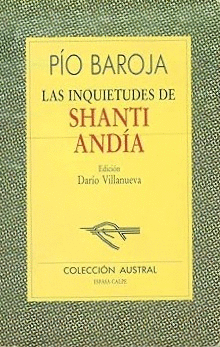 PÍO BAROJA
LAS INQUIETUDES DE
SHANTI
ANDÍA
Edición
Darío Villanueva
COLECCIÓN AUSTRAL
ESPASA CALPE